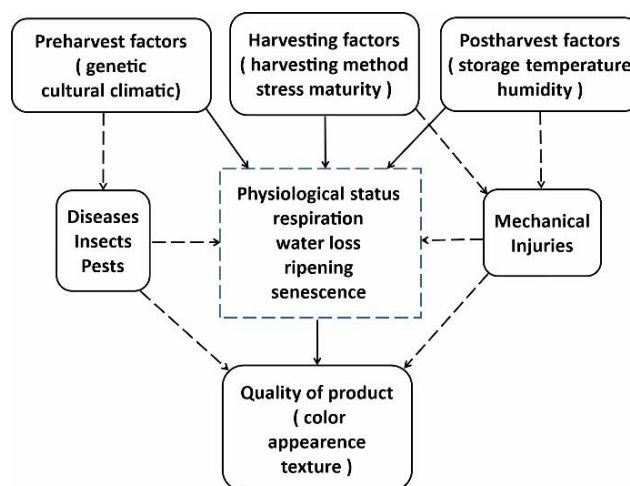 Preharvest factors
( genetic
cultural climatic)
Harvesting factors
( harvesting method
stress maturity )
Postharvest factors
( storage temperature
humidity )
Diseases
Insects
Pests
Physiological status
respiration
water loss
ripening
senescence
Mechanical
Injuries
Quality of product
( color
appearence
texture )